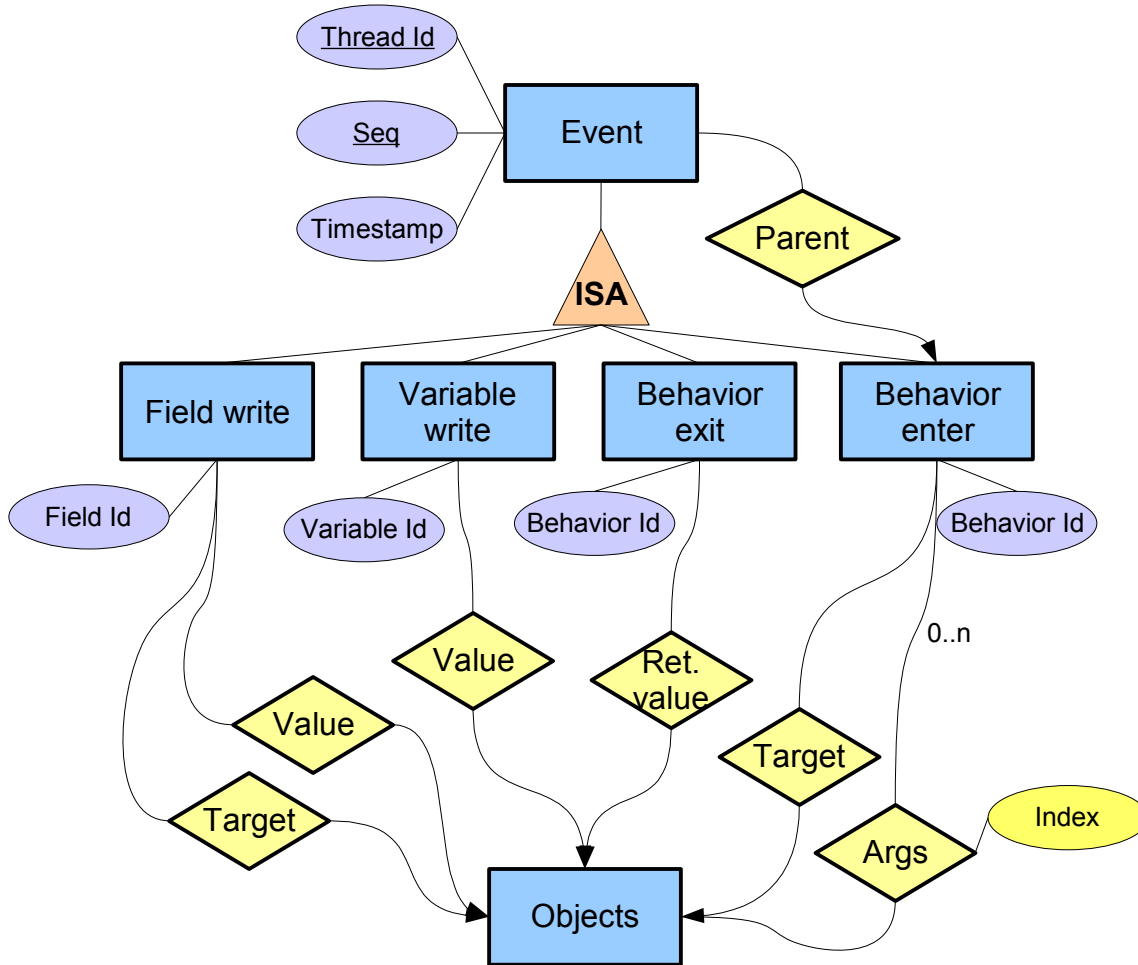 Thread Id
Event
Seq
Timestamp
Parent
ISA
Field write
Variable
write
Behavior
exit
Behavior
enter
Field Id
Variable Id
Behavior Id
Behavior Id
0..n
Value
Ret.
value
Value
Target
Target
Args
Index
Objects